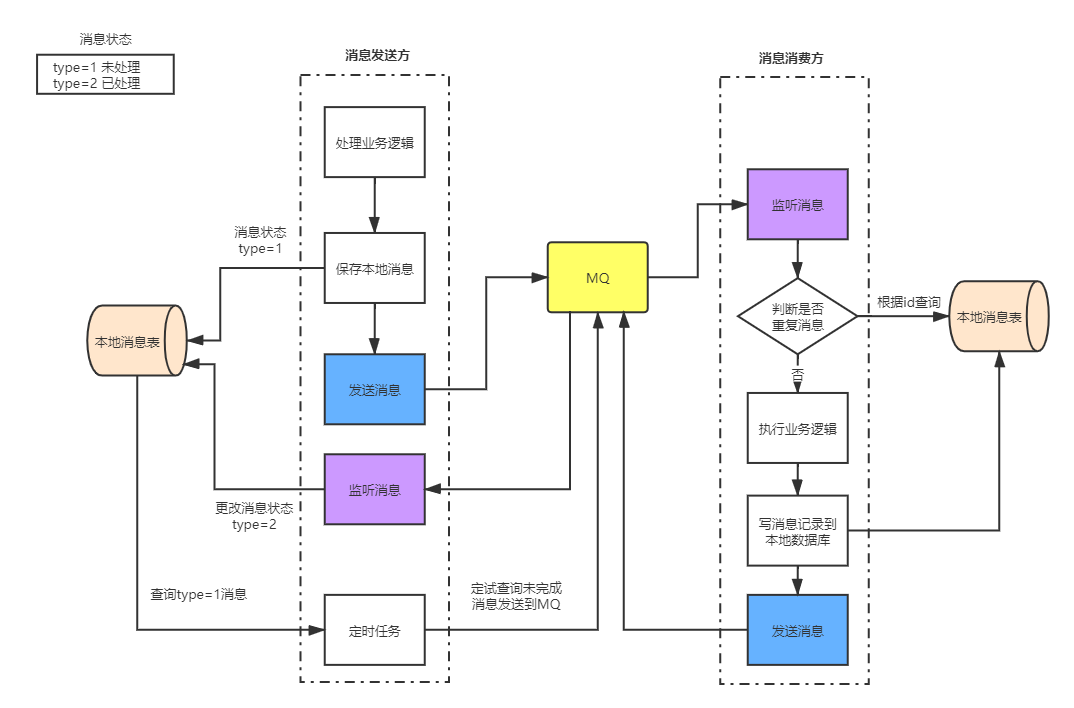 消息状态
type=1 未处理
type=2 已处理
消息发送方
处理业务逻辑
消息状态
type=1
保存本地消息
本地消息表
发送消息
监听消息
更改消息状态
type=2
查询type=1消息
定时任务
定试查询未完成
消息发送到MQ
MQ
消息消费方
监听消息
判断是否
重复消息
根据id查询
本地消息表
否
执行业务逻辑
写消息记录到
本地数据库
发送消息